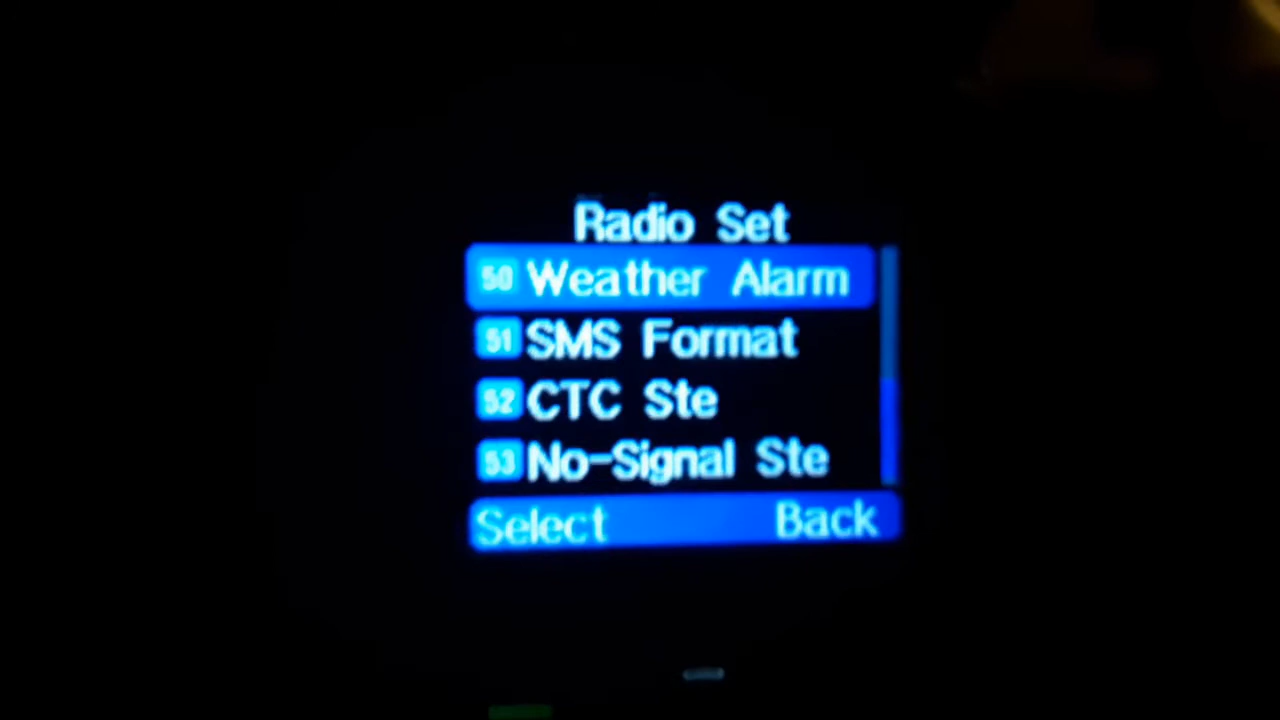 Radio Set
50 Weather Alarm
51 SMS Format
52 CTC Ste
53 No-Signal Ste
Select Back